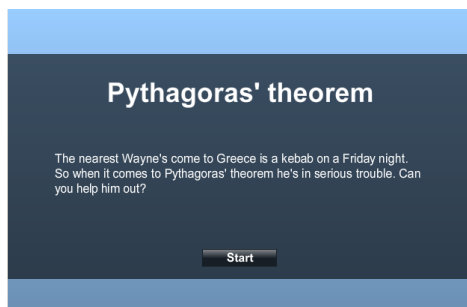 Pythagoras' theorem
The nearest Wayne's come to Greece is a kebab on a Friday night.
So when it comes to Pythagoras' theorem he's in serious trouble. Can
you help him out?
Start